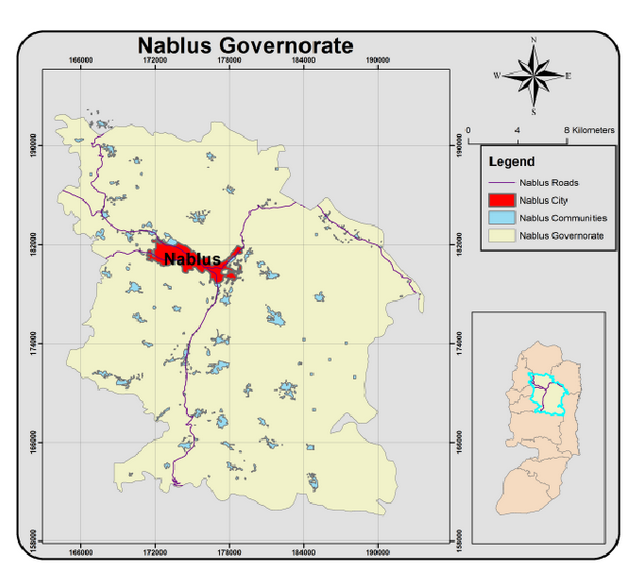 Nablus Governorate
166000 172000 178000 184000 190000
N
W E
S
0 4 8 Kilometers
190000 190000
182000 182000
174000 174000
166000 166000
158000 158000
Legend
Nablus Roads
Nablus City
Nablus Communities
Nablus Governorate
Nablus
166000 172000 178000 184000 190000